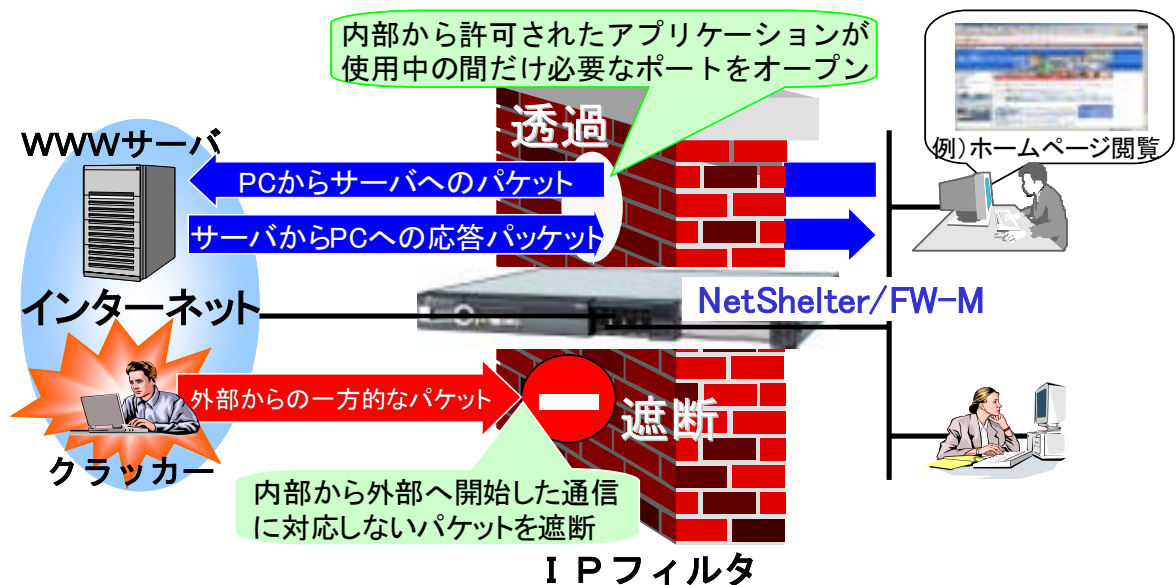 内部から許可されたアプリケーションが
使用中の間だけ必要なポートをオープン
透過
WWWサーバ
例)ホームページ閲覧
PCからサーバへのパケット
サーバからPCへの応答パッケット
インターネット
NetShelter/FW-M
外部からの一方的なパケット
遮断
クラッカー
内部から外部へ開始した通信
に対応しないパケットを遮断
ＩＰフィルタ